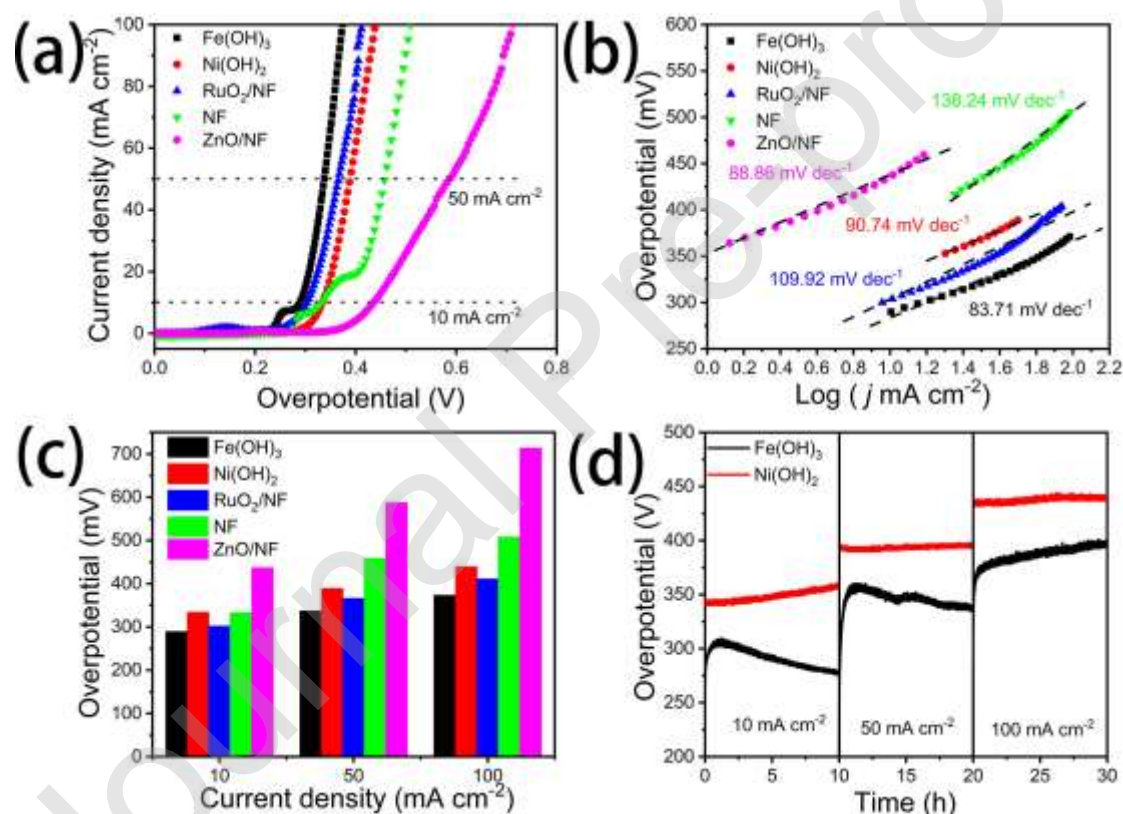 (a)
100
80
60
40
20
0
Current density (mA cm⁻²)
Fe(OH)₃
Ni(OH)₂
RuO₂/NF
NF
ZnO/NF
50 mA cm⁻²
10 mA cm⁻²
0.0 0.2 0.4 0.6 0.8
Overpotential (V)
(b)
600
550
500
450
400
350
300
250
Overpotential (mV)
Fe(OH)₃
Ni(OH)₂
RuO₂/NF
NF
ZnO/NF
138.24 mV dec⁻¹
88.86 mV dec⁻¹
90.74 mV dec⁻¹
109.92 mV dec⁻¹
83.71 mV dec⁻¹
0.0 0.2 0.4 0.6 0.8 1.0 1.2 1.4 1.6 1.8 2.0 2.2
Log ( j mA cm⁻²)
(c)
700
600
500
400
300
200
100
0
Overpotential (mV)
Fe(OH)₃
Ni(OH)₂
RuO₂/NF
NF
ZnO/NF
10 50 100
Current density (mA cm⁻²)
(d)
500
450
400
350
300
250
200
Overpotential (V)
Fe(OH)₃
Ni(OH)₂
10 mA cm⁻²
50 mA cm⁻²
100 mA cm⁻²
0 5 10 15 20 25 30
Time (h)
Journal Pre-pro